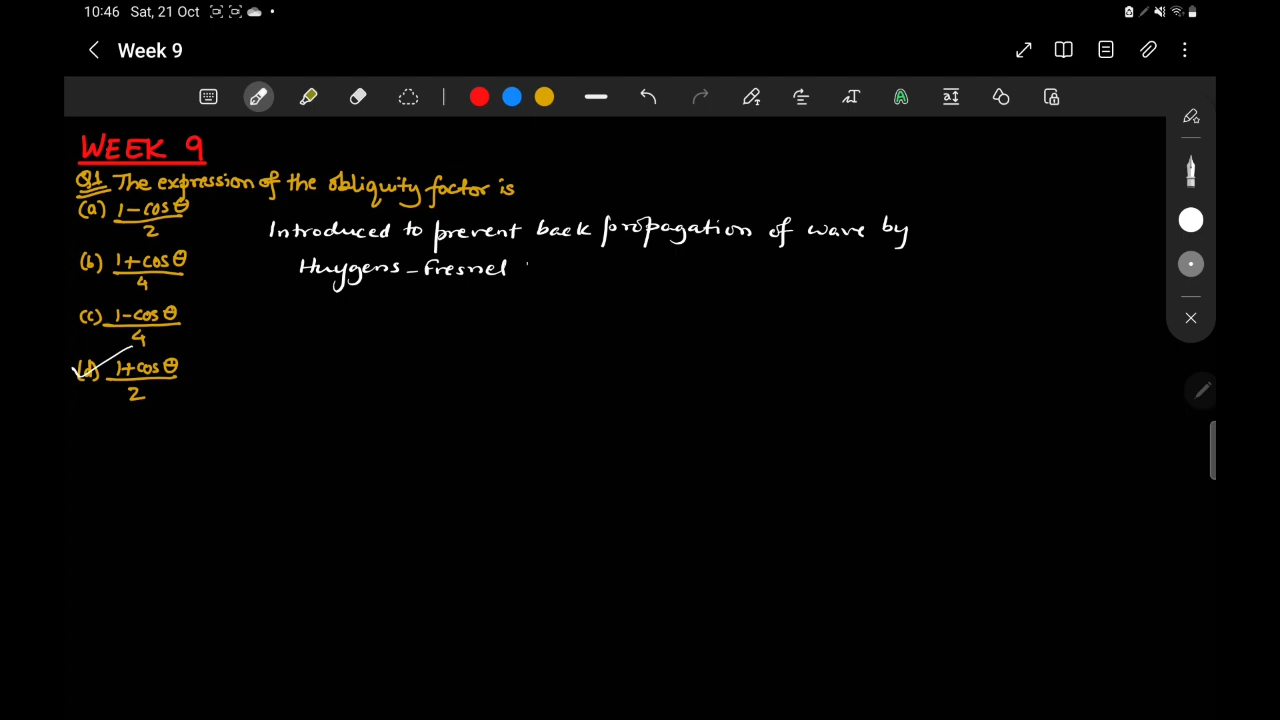 10:46 Sat, 21 Oct
Week 9
WEEK 9
Q1 The expression of the obliquity factor is
(a) 1-cosθ/2
(b) 1+cosθ/4
(c) 1-cosθ/4
(d) 1+cosθ/2
Introduced to prevent back propagation of wave by
Huygens-Fresnel